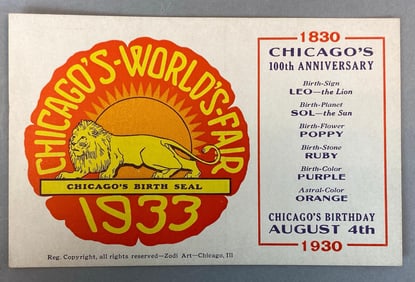 CHICAGO'S-WORLD'S-FAIR
CHICAGO'S BIRTH SEAL
1933
Reg. Copyright, all rights reserved—Zodi Art—Chicago, Ill
1830
CHICAGO'S
100th ANNIVERSARY
Birth-Sign
LEO—the Lion
Birth-Planet
SOL—the Sun
Birth-Flower
POPPY
Birth-Stone
RUBY
Birth-Color
PURPLE
Astral-Color
ORANGE
CHICAGO'S BIRTHDAY
AUGUST 4th
1930